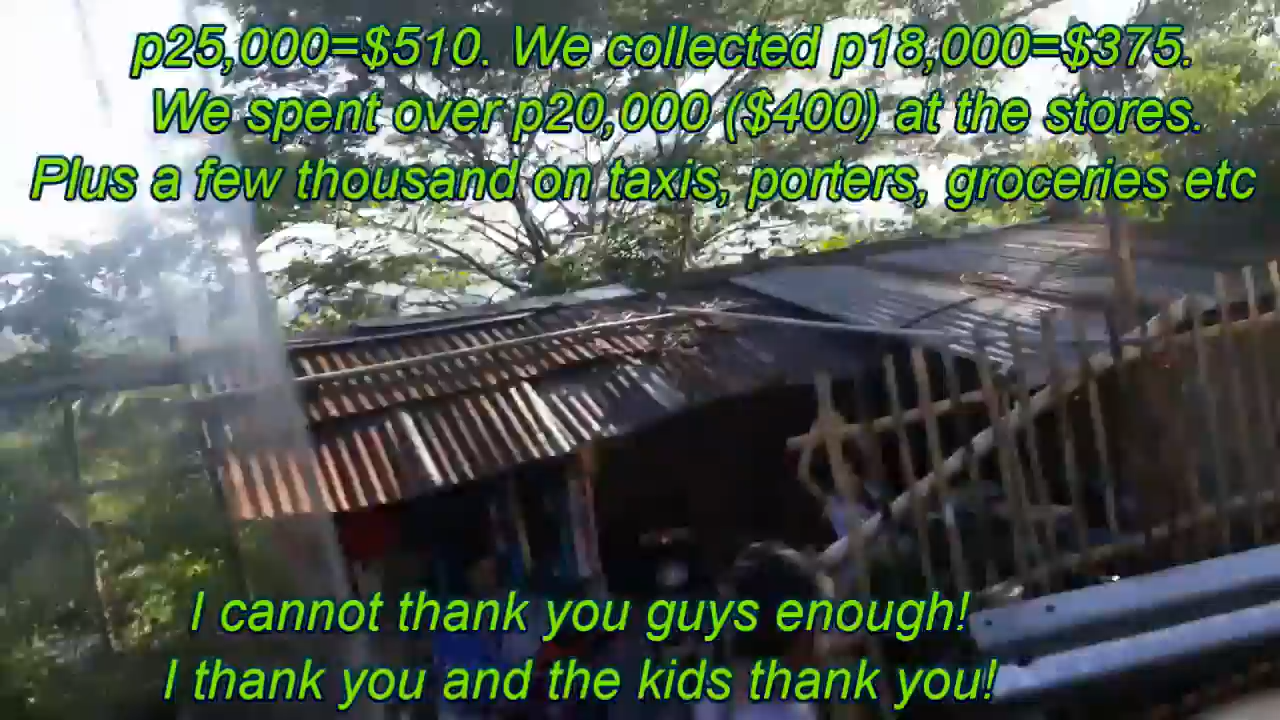 p25,000=$510. We collected p18,000=$375.
We spent over p20,000 ($400) at the stores.
Plus a few thousand on taxis, porters, groceries etc
I cannot thank you guys enough!
I thank you and the kids thank you!